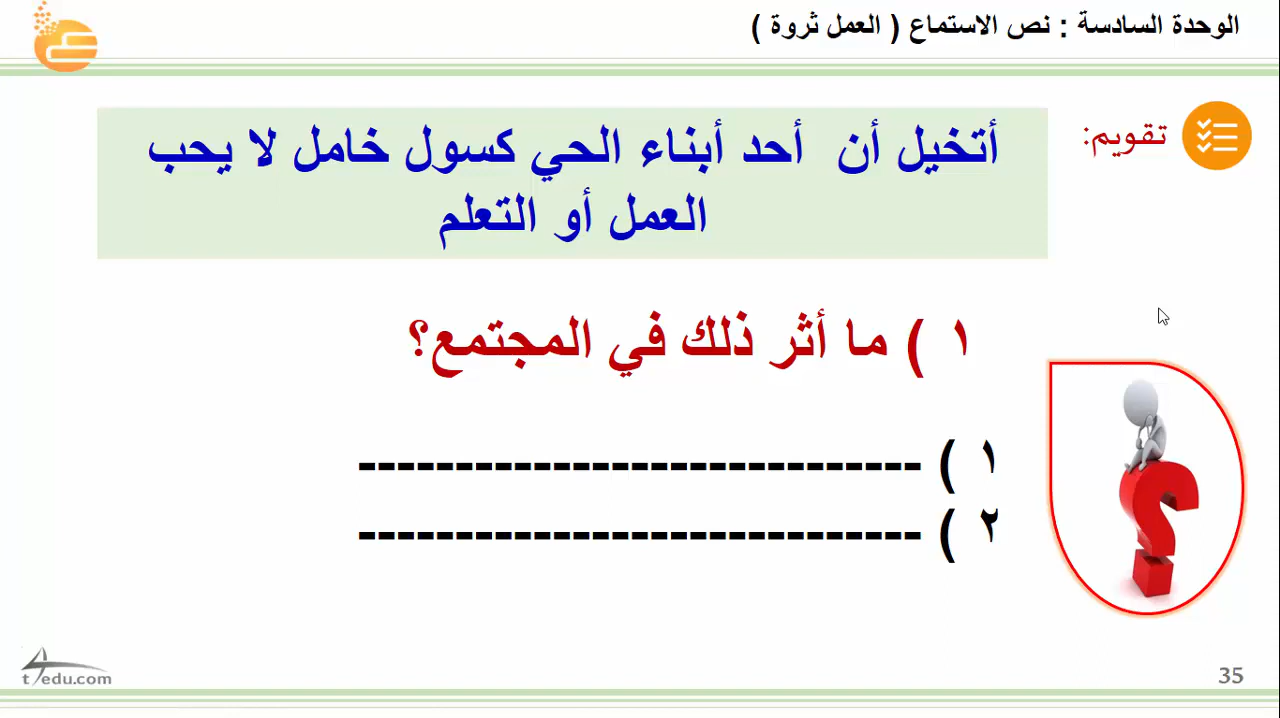 الوحدة السادسة : نص الاستماع ( العمل ثروة )
تقويم:
أتخيل أن أحد أبناء الحي كسول خامل لا يحب
العمل أو التعلم
١ ) ما أثر ذلك في المجتمع؟
١ ) -----------------------------
٢ ) -----------------------------
t4edu.com
35